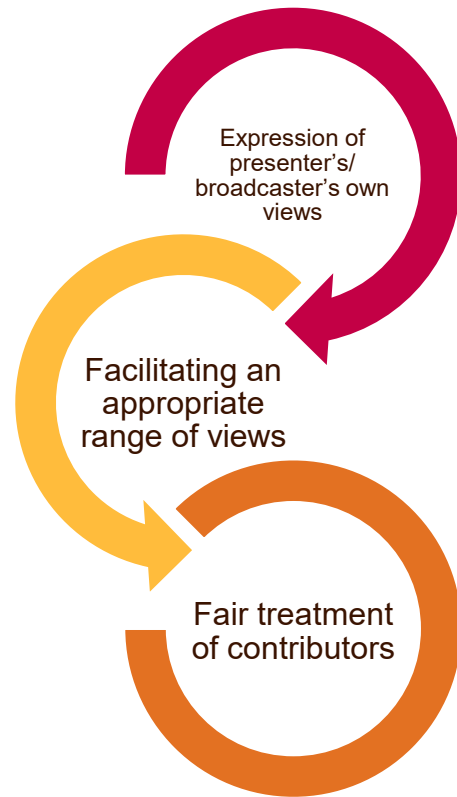 Expression of
presenter’s/
broadcaster’s own
views
Facilitating an
appropriate
range of views
Fair treatment
of contributors